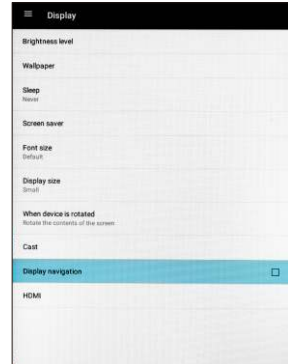 Display
Brightness level
Wallpaper
Sleep
Never
Screen saver
Font size
Default
Display size
Small
When device is rotated
Rotate the contents of the screen
Cast
Display navigation
HDMI